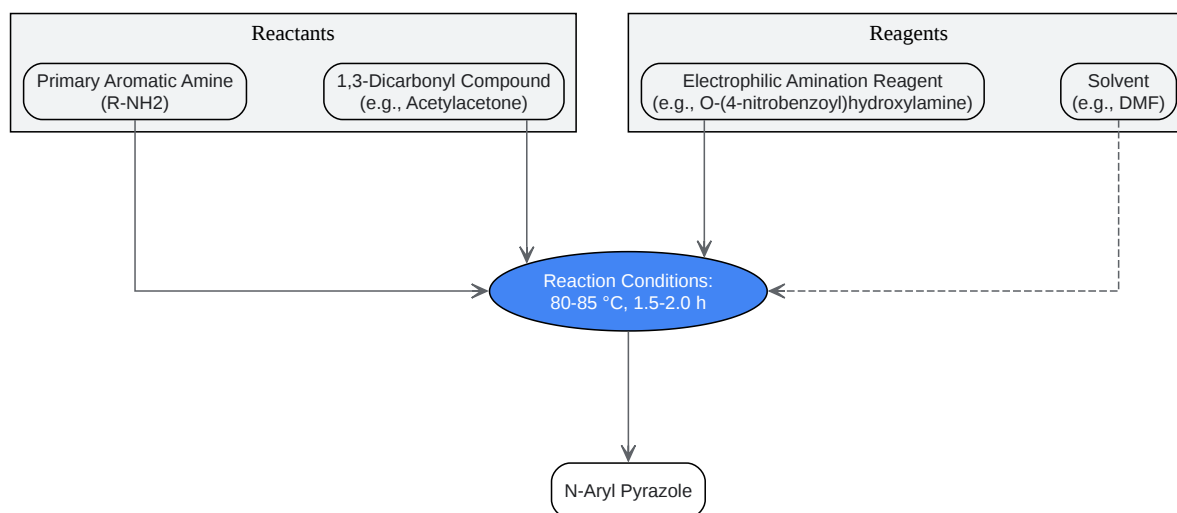 Reactants
Reagents
Primary Aromatic Amine
(R-NH2)
1,3-Dicarbonyl Compound
(e.g., Acetylacetone)
Electrophilic Amination Reagent
(e.g., O-(4-nitrobenzoyl)hydroxylamine)
Solvent
(e.g., DMF)
Reaction Conditions:
80-85 °C, 1.5-2.0 h
N-Aryl Pyrazole